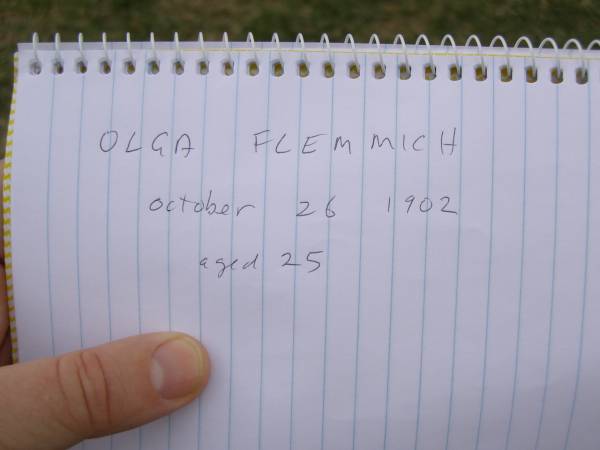 OLGA FLEMMICH
october 26 1902
aged 25